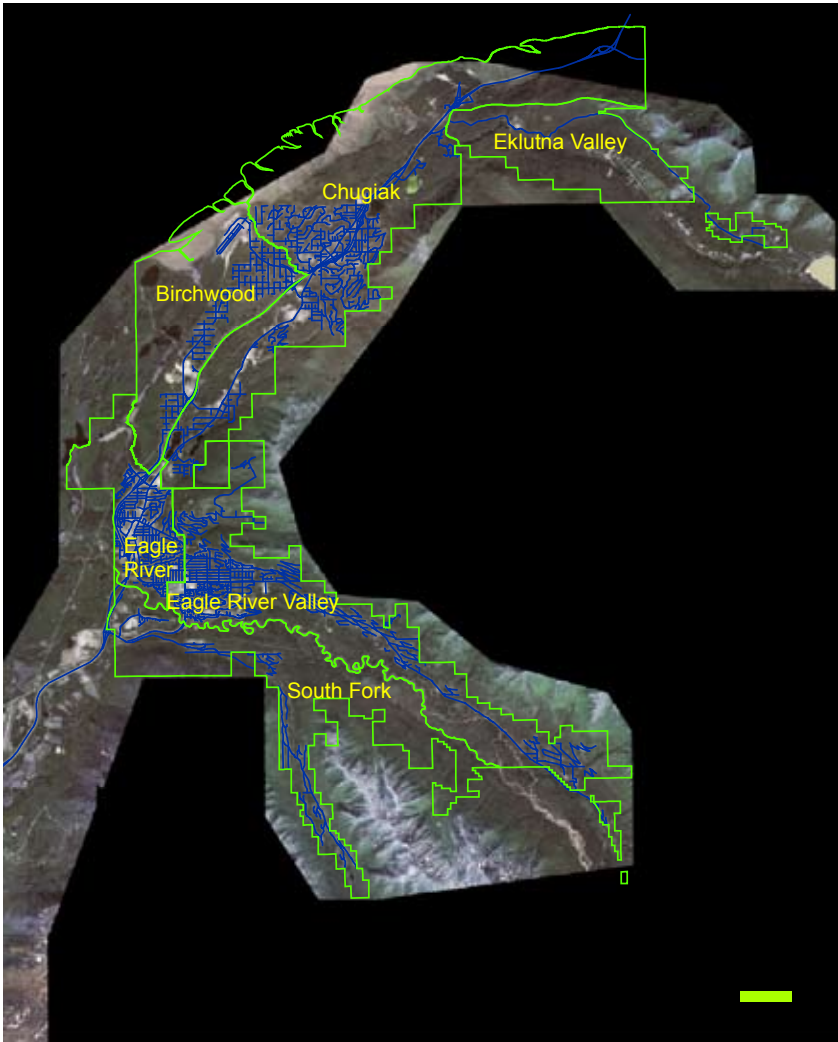 Eklutna Valley
Chugiak
Birchwood
Eagle
River
Eagle River Valley
South Fork